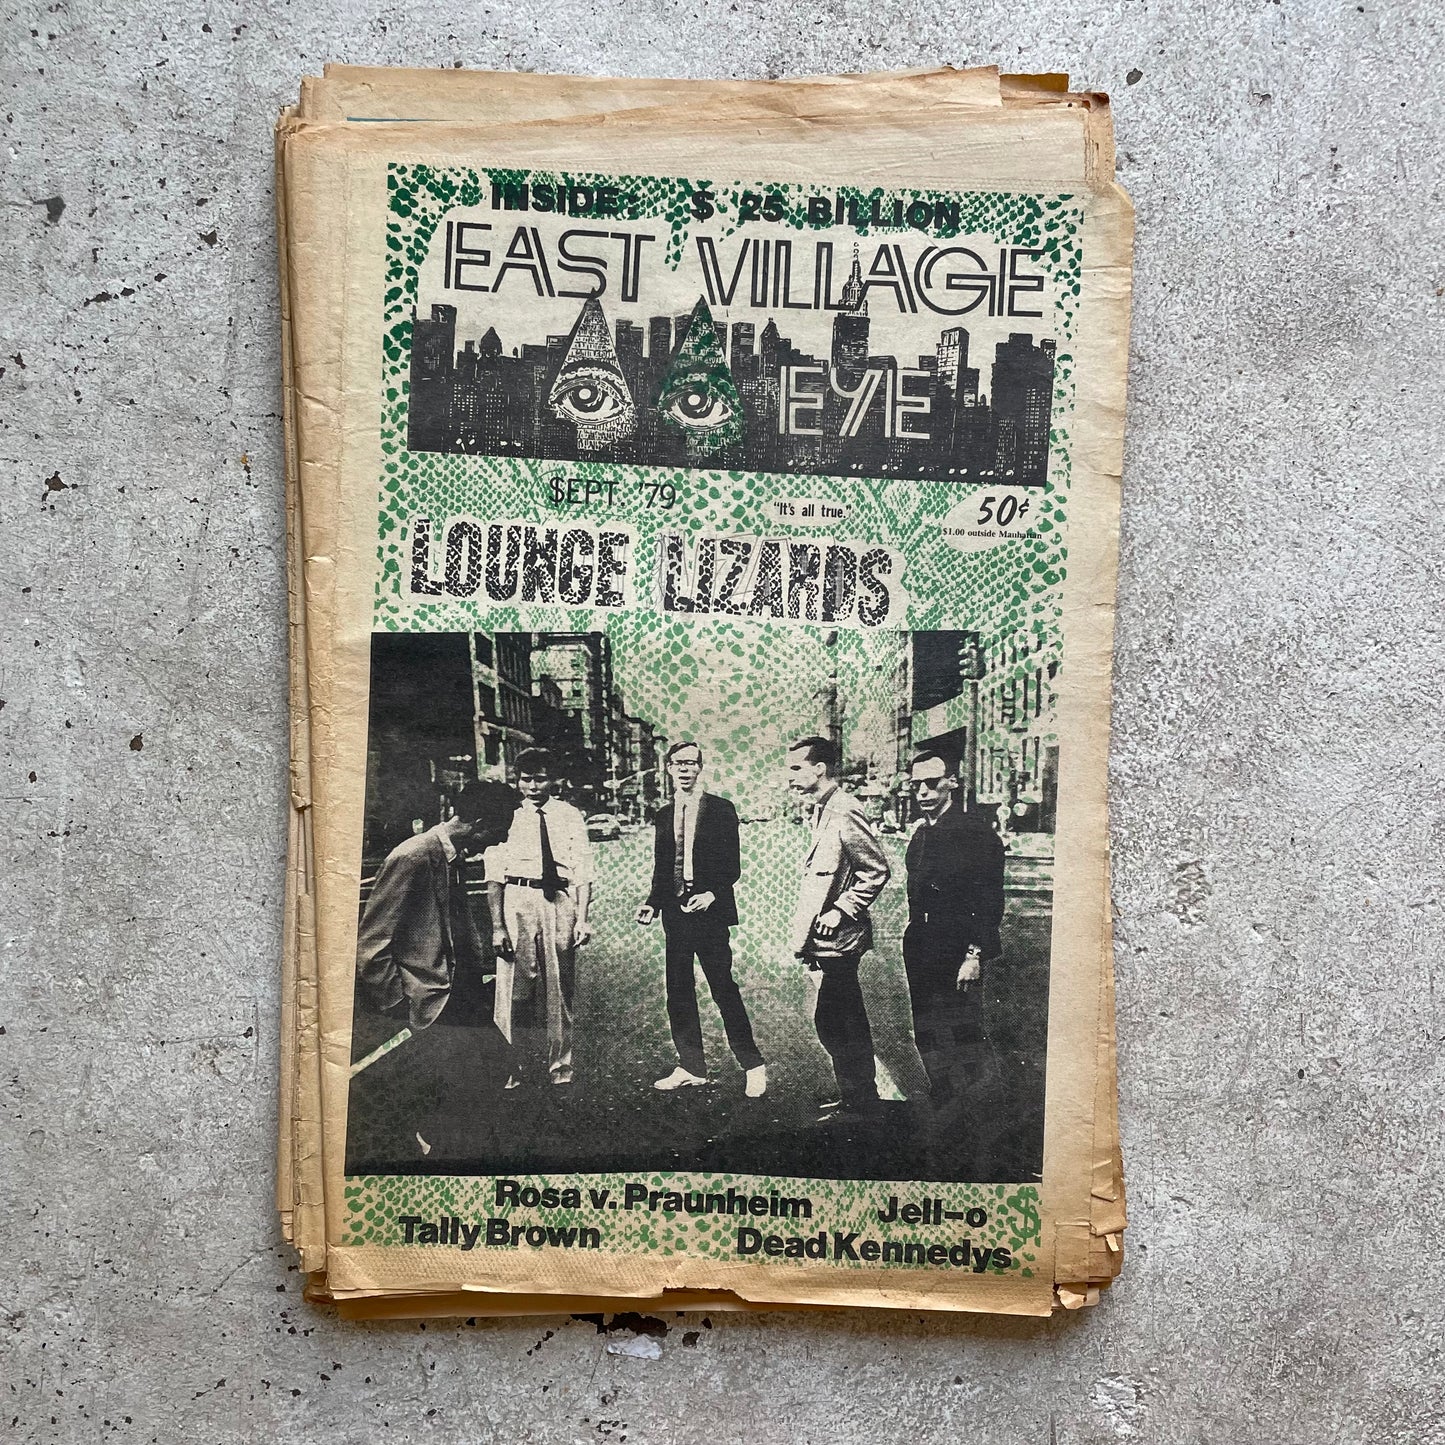 INSIDE: $ 25 BILLION
EAST VILLAGE
EYE
$EPT. '79
"It's all true."
50¢
$1.00 outside Manhattan
LOUNGE LIZARDS
Rosa v. Praunheim Jell-o $
Tally Brown Dead Kennedys